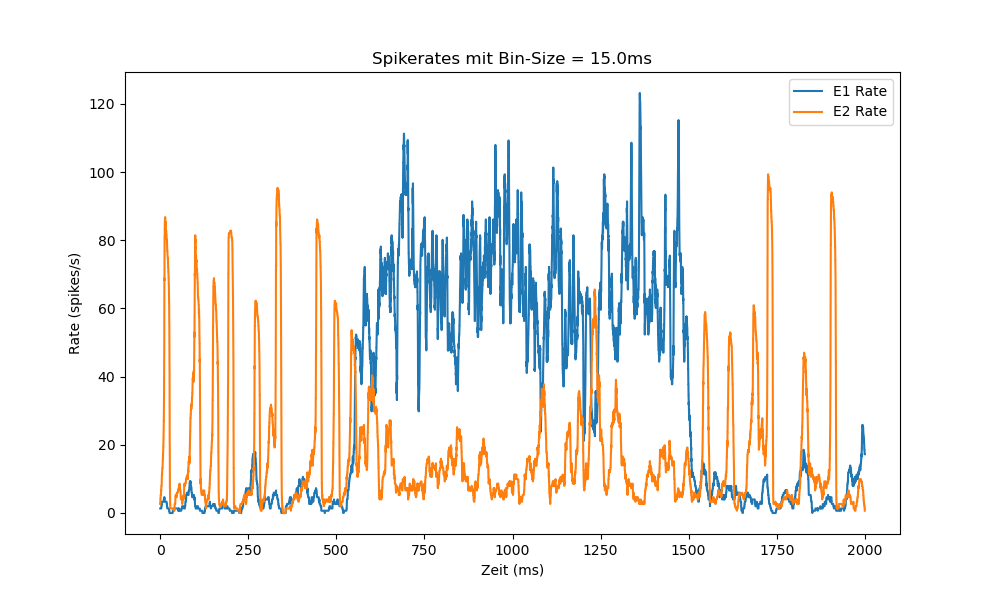 Spikerates mit Bin-Size = 15.0ms
E1 Rate
E2 Rate
Rate (spikes/s)
120
100
80
60
40
20
0
0 250 500 750 1000 1250 1500 1750 2000
Zeit (ms)